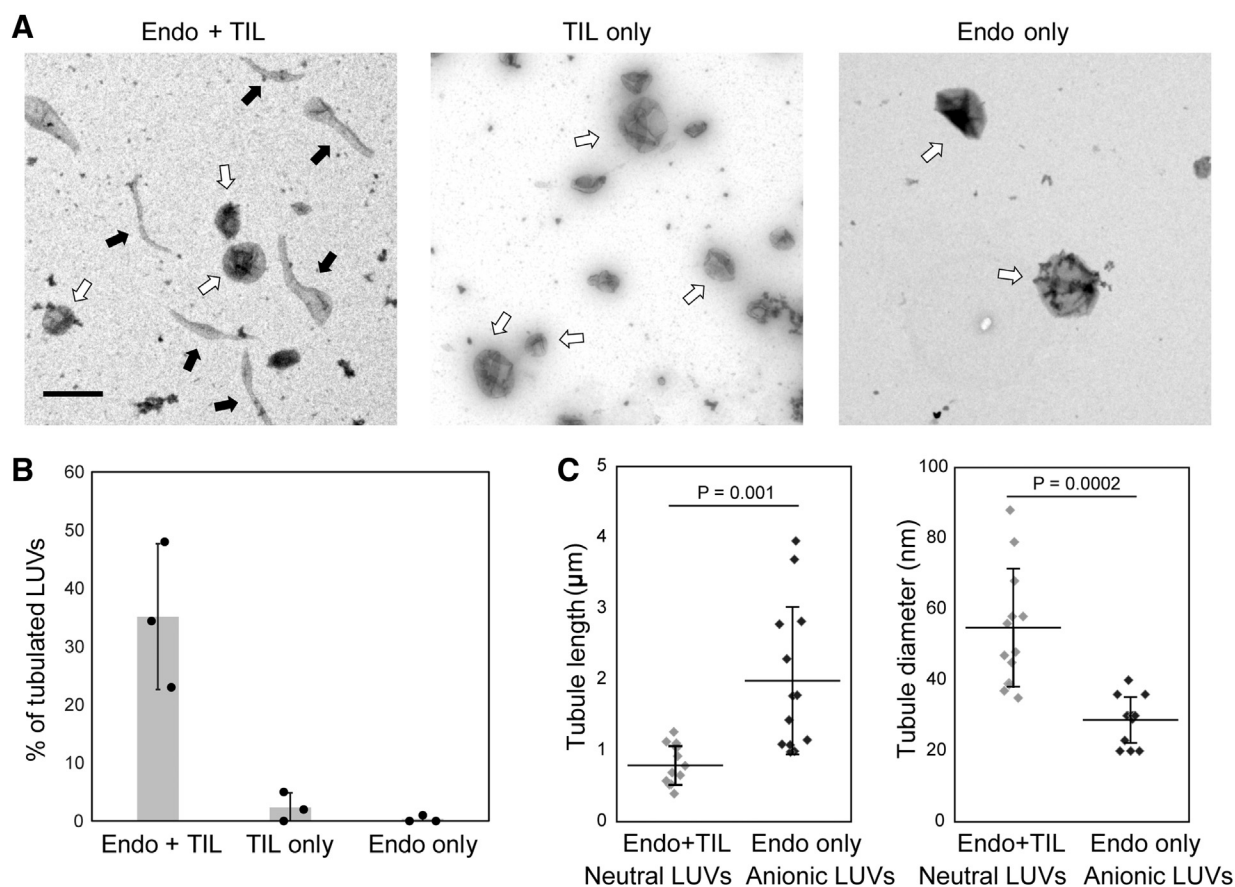 A
Endo + TIL
TIL only
Endo only
B
% of tubulated LUVs
60
50
40
30
20
10
0
Endo + TIL
TIL only
Endo only
C
Tubule length (μm)
5
4
3
2
1
0
P = 0.001
Endo+TIL
Neutral LUVs
Endo only
Anionic LUVs
Tubule diameter (nm)
100
80
60
40
20
0
P = 0.0002
Endo+TIL
Neutral LUVs
Endo only
Anionic LUVs